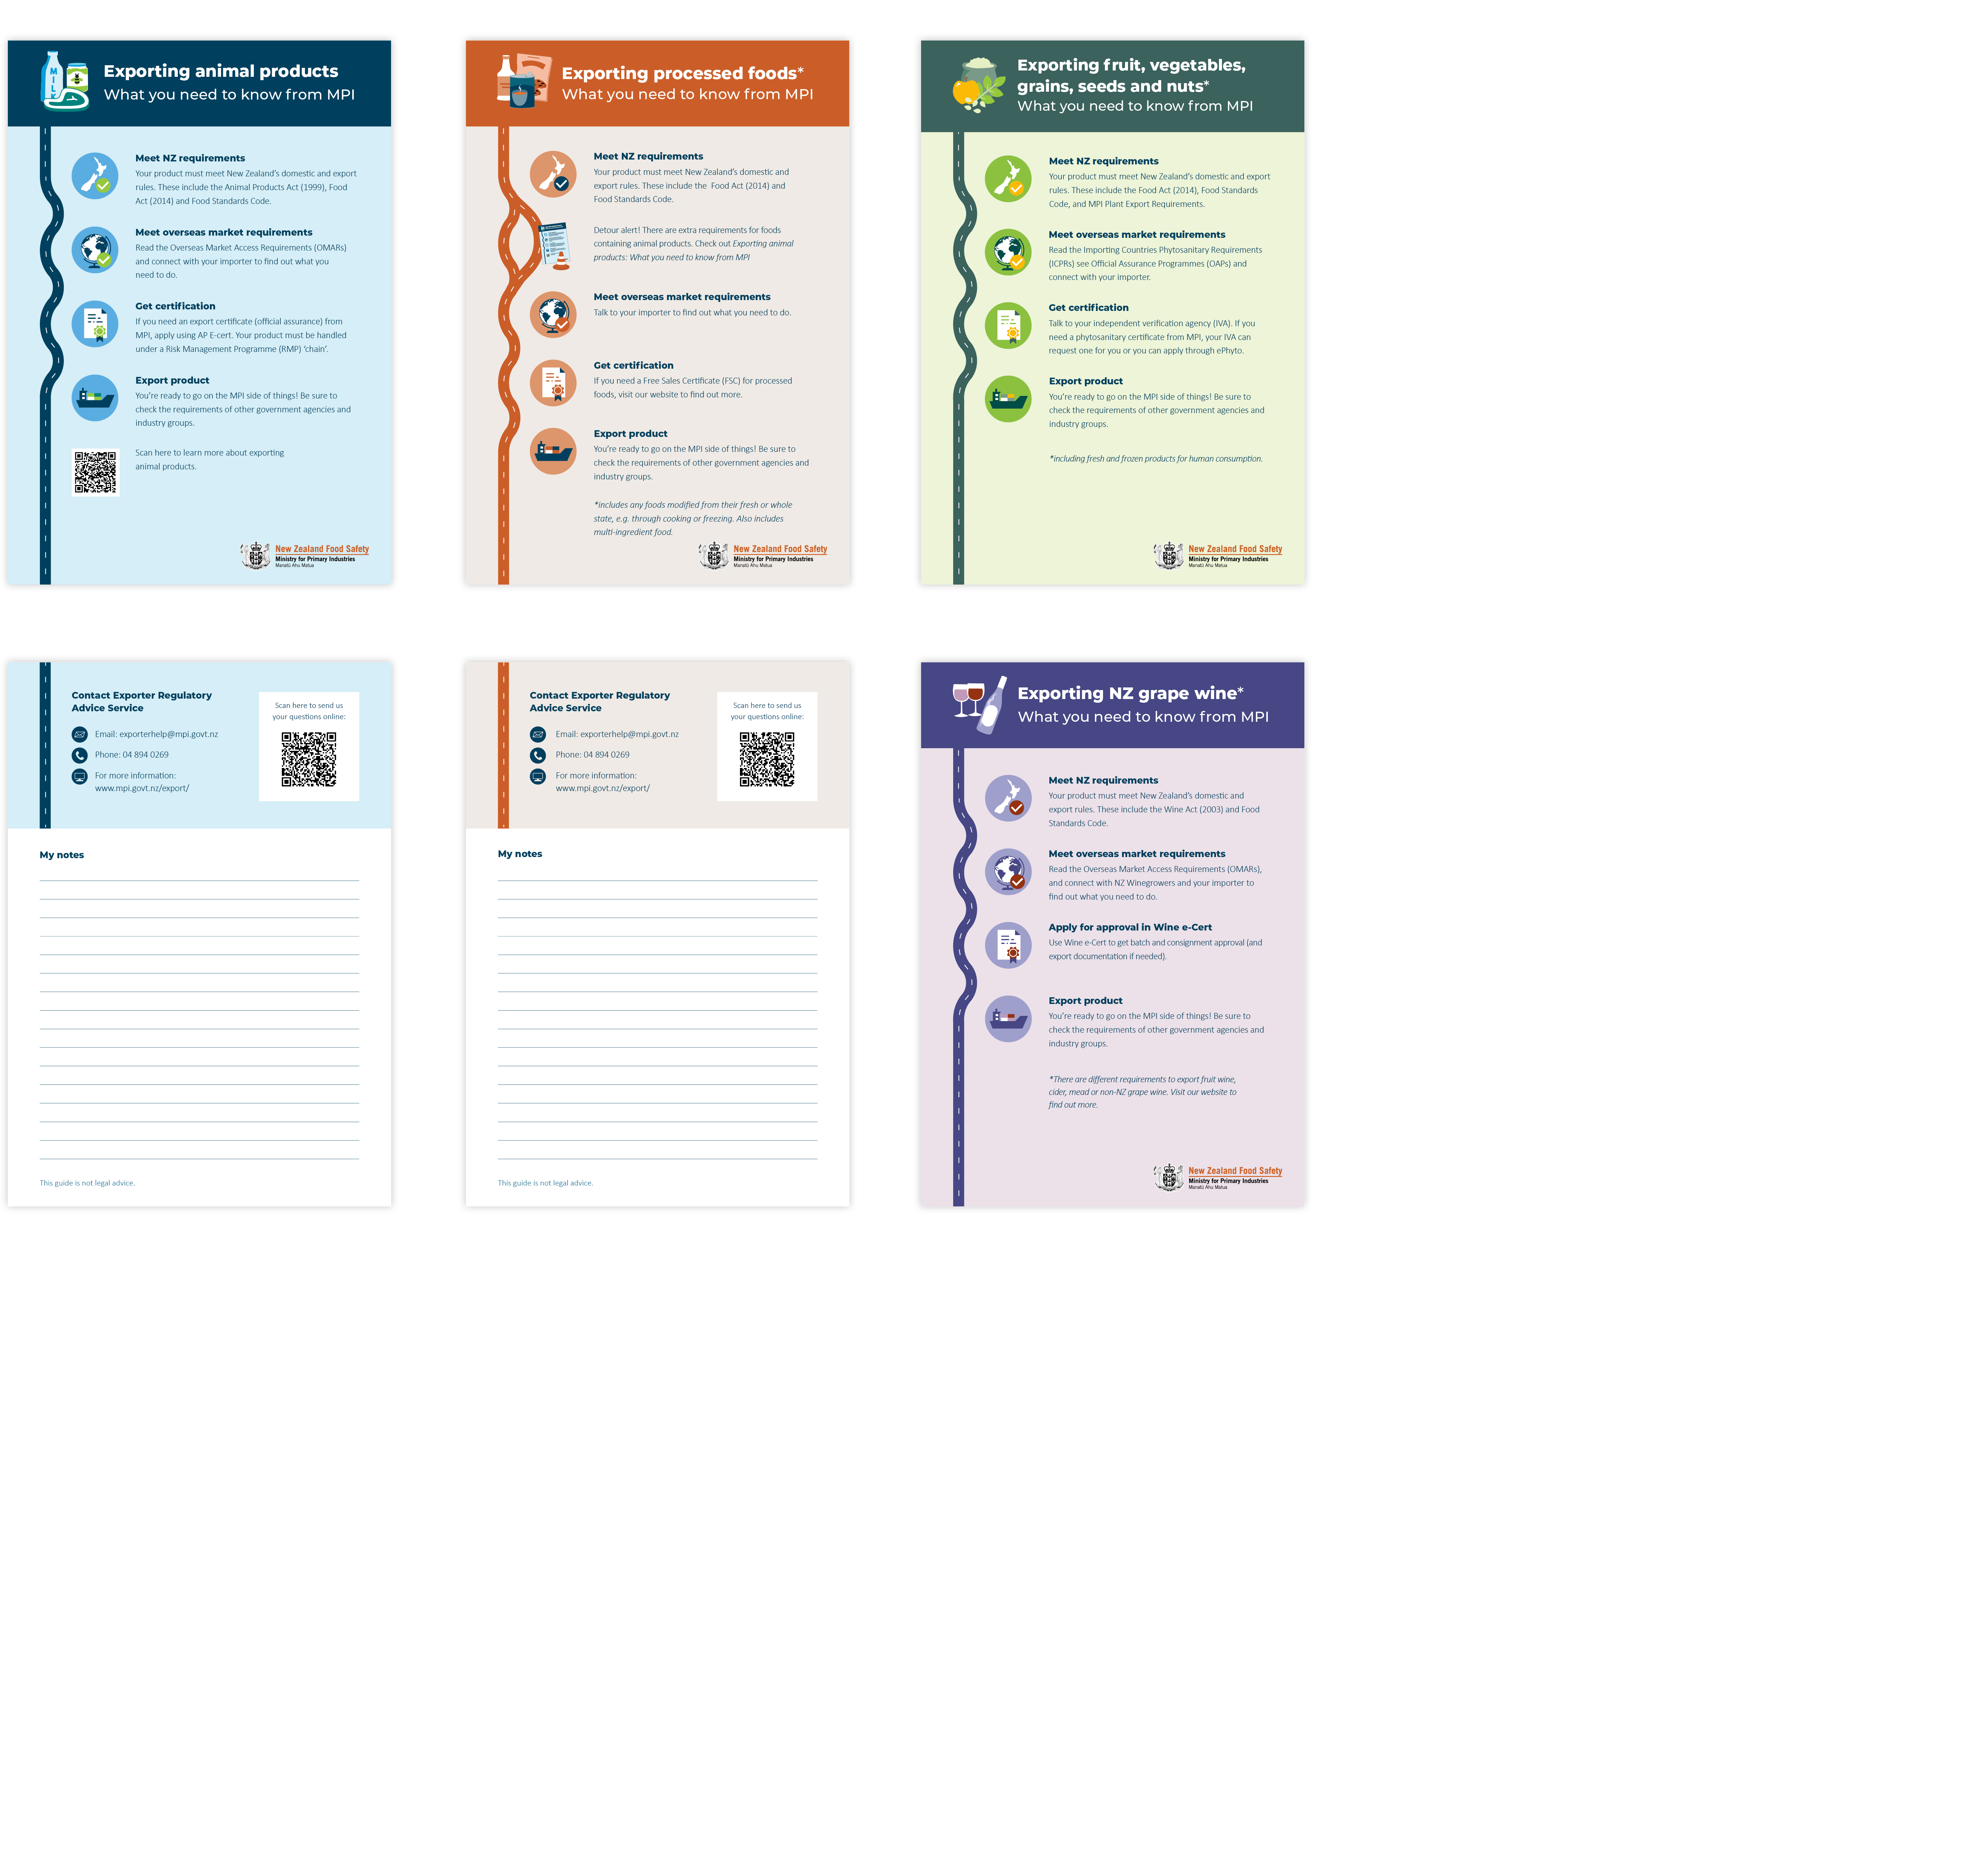 MILK
Exporting animal products
What you need to know from MPI
Meet NZ requirements
Your product must meet New Zealand's domestic and export
rules. These include the Animal Products Act (1999), Food
Act (2014) and Food Standards Code.
Meet overseas market requirements
Read the Overseas Market Access Requirements (OMARs)
and connect with your importer to find out what you
need to do.
Get certification
If you need an export certificate (official assurance) from
MPI, apply using AP E-cert. Your product must be handled
under a Risk Management Programme (RMP) 'chain'.
Export product
You're ready to go on the MPI side of things! Be sure to
check the requirements of other government agencies and
industry groups.
Scan here to learn more about exporting
animal products.
New Zealand Food Safety
Ministry for Primary Industries
Manatū Ahu Matua
Exporting processed foods*
What you need to know from MPI
Meet NZ requirements
Your product must meet New Zealand's domestic and
export rules. These include the Food Act (2014) and
Food Standards Code.
Detour alert! There are extra requirements for foods
containing animal products. Check out Exporting animal
products: What you need to know from MPI
Meet overseas market requirements
Talk to your importer to find out what you need to do.
Get certification
If you need a Free Sales Certificate (FSC) for processed
foods, visit our website to find out more.
Export product
You're ready to go on the MPI side of things! Be sure to
check the requirements of other government agencies and
industry groups.
*includes any foods modified from their fresh or whole
state, e.g. through cooking or freezing. Also includes
multi-ingredient food.
New Zealand Food Safety
Ministry for Primary Industries
Manatū Ahu Matua
Exporting fruit, vegetables,
grains, seeds and nuts*
What you need to know from MPI
Meet NZ requirements
Your product must meet New Zealand's domestic and export
rules. These include the Food Act (2014), Food Standards
Code, and MPI Plant Export Requirements.
Meet overseas market requirements
Read the Importing Countries Phytosanitary Requirements
(ICPRs) see Official Assurance Programmes (OAPs) and
connect with your importer.
Get certification
Talk to your independent verification agency (IVA). If you
need a phytosanitary certificate from MPI, your IVA can
request one for you or you can apply through ePhyto.
Export product
You're ready to go on the MPI side of things! Be sure to
check the requirements of other government agencies and
industry groups.
*including fresh and frozen products for human consumption.
New Zealand Food Safety
Ministry for Primary Industries
Manatū Ahu Matua
Contact Exporter Regulatory
Advice Service
Email: exporterhelp@mpi.govt.nz
Phone: 04 894 0269
For more information:
www.mpi.govt.nz/export/
Scan here to send us
your questions online:
My notes
This guide is not legal advice.
Contact Exporter Regulatory
Advice Service
Email: exporterhelp@mpi.govt.nz
Phone: 04 894 0269
For more information:
www.mpi.govt.nz/export/
Scan here to send us
your questions online:
My notes
This guide is not legal advice.
Exporting NZ grape wine*
What you need to know from MPI
Meet NZ requirements
Your product must meet New Zealand's domestic and
export rules. These include the Wine Act (2003) and Food
Standards Code.
Meet overseas market requirements
Read the Overseas Market Access Requirements (OMARs),
and connect with NZ Winegrowers and your importer to
find out what you need to do.
Apply for approval in Wine e-Cert
Use Wine e-Cert to get batch and consignment approval (and
export documentation if needed).
Export product
You're ready to go on the MPI side of things! Be sure to
check the requirements of other government agencies and
industry groups.
*There are different requirements to export fruit wine,
cider, mead or non-NZ grape wine. Visit our website to
find out more.
New Zealand Food Safety
Ministry for Primary Industries
Manatū Ahu Matua